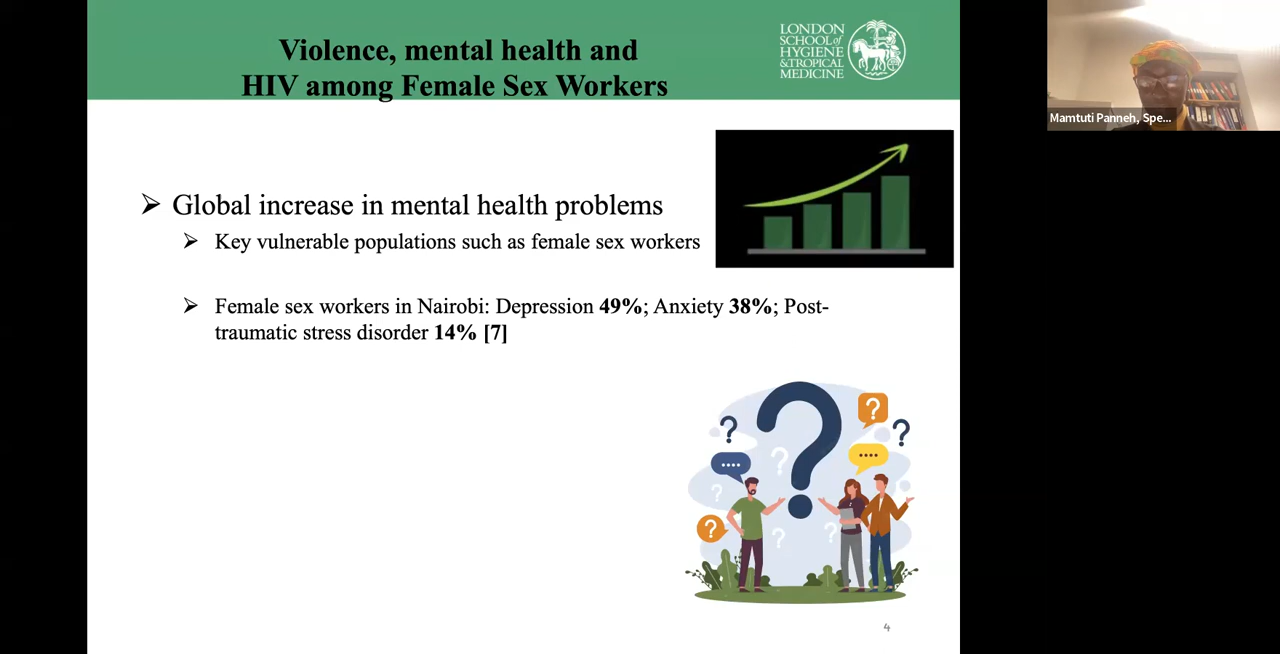 Violence, mental health and
HIV among Female Sex Workers
LONDON
SCHOOL of
HYGIENE
& TROPICAL
MEDICINE
Mamtuti Panneh, Spe...
Global increase in mental health problems
Key vulnerable populations such as female sex workers
Female sex workers in Nairobi: Depression 49%; Anxiety 38%; Post-
traumatic stress disorder 14% [7]
?
?
?
?
?
?
?
?
?
4